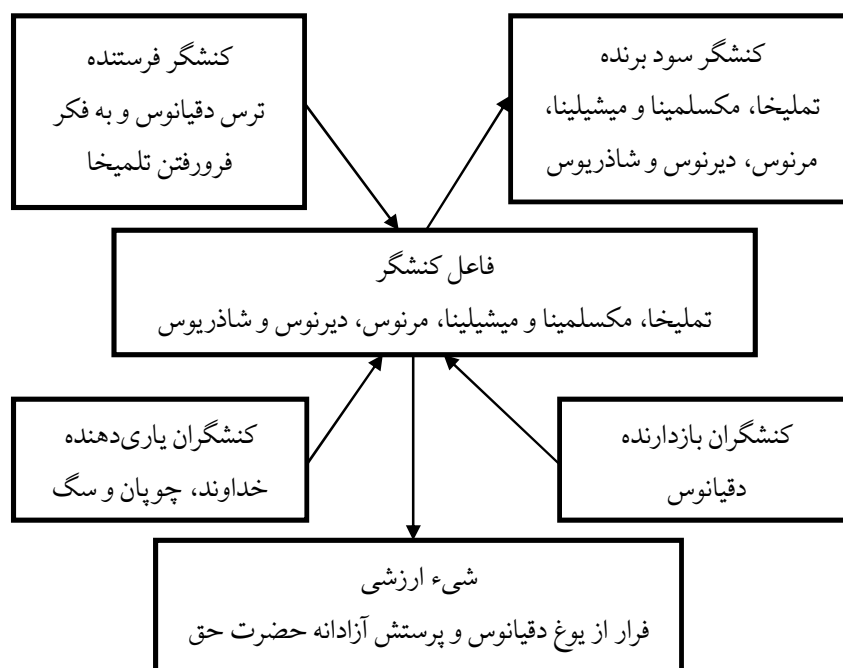 کنشگر فرستنده
ترس دقیانوس و به فکر
فرورفتن تلمیخا
کنشگر سود برنده
تملیخا، مکسلمینا و میشیلینا،
مرنوس، دیرنوس و شاذریوس
فاعل کنشگر
تملیخا، مکسلمینا و میشیلینا، مرنوس، دیرنوس و شاذریوس
کنشگران یاری‌دهنده
خداوند، چوپان و سگ
کنشگران بازدارنده
دقیانوس
شیء ارزشی
فرار از یوغ دقیانوس و پرستش آزادانه حضرت حق